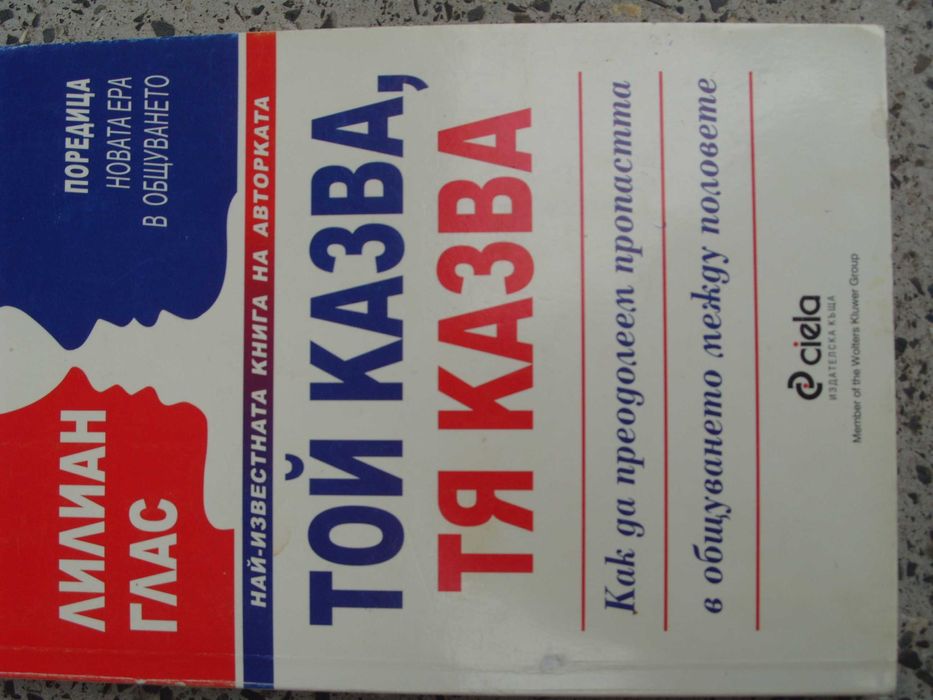 ЛИЛИАН
ГЛАС
ПОРЕДИЦА
НОВАТА ЕРА
В ОБЩУВАНЕТО
НАЙ-ИЗВЕСТНАТА КНИГА НА АВТОРКАТА
ТОЙ КАЗВА,
ТЯ КАЗВА
Как да преодолеем пропастта
в общуването между половете
ciela
ИЗДАТЕЛСКА КЪЩА
Member of the Wolters Kluwer Group